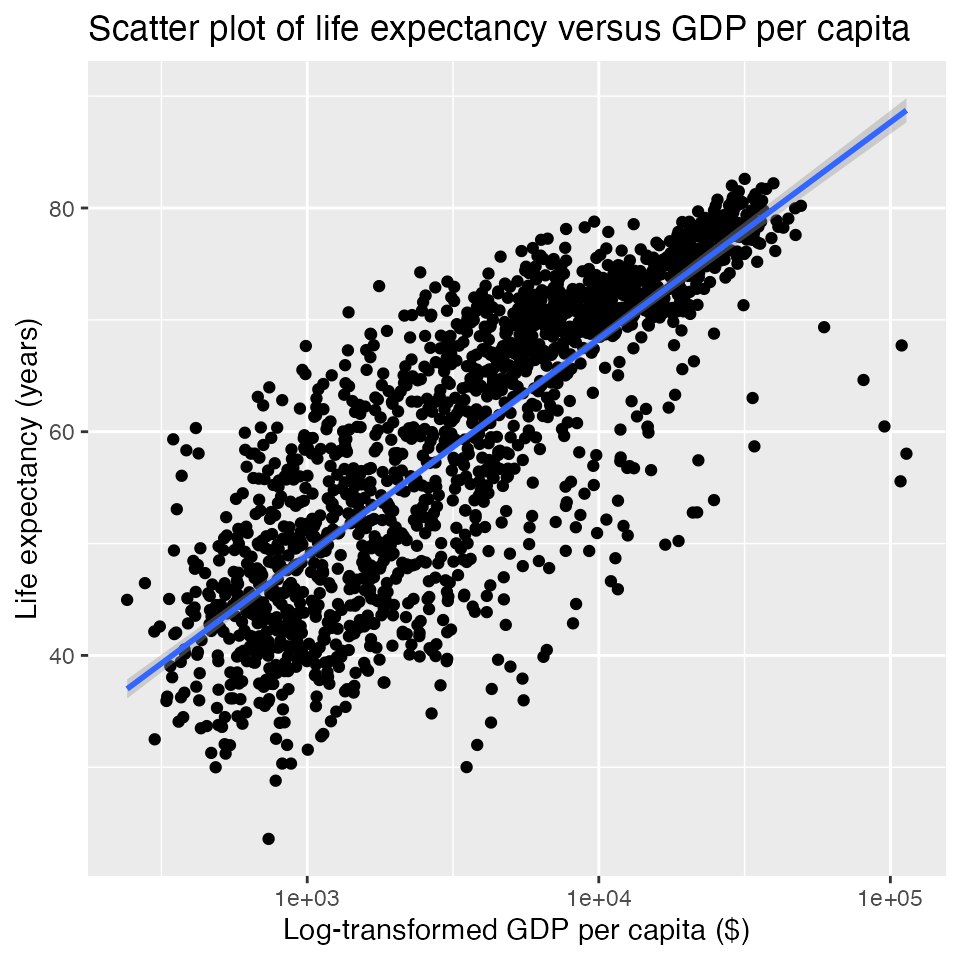 Scatter plot of life expectancy versus GDP per capita
Life expectancy (years)
80
60
40
1e+03 1e+04 1e+05
Log-transformed GDP per capita ($)